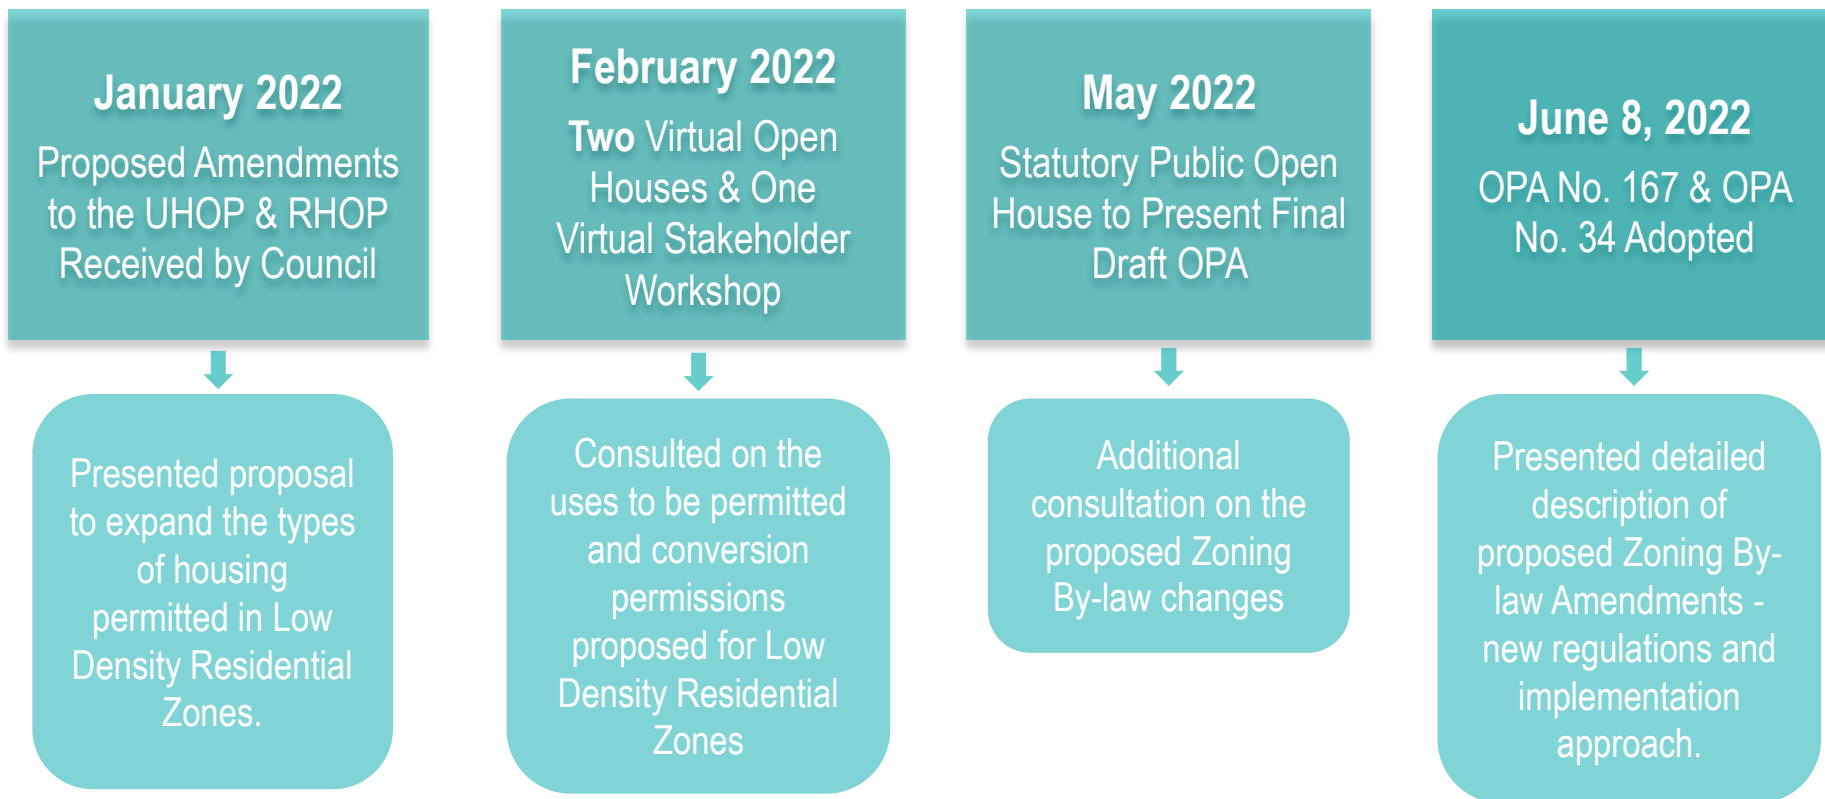 January 2022
Proposed Amendments
to the UHOP & RHOP
Received by Council
February 2022
Two Virtual Open
Houses & One
Virtual Stakeholder
Workshop
May 2022
Statutory Public Open
House to Present Final
Draft OPA
June 8, 2022
OPA No. 167 & OPA
No. 34 Adopted
Presented proposal
to expand the types
of housing
permitted in Low
Density Residential
Zones.
Consulted on the
uses to be permitted
and conversion
permissions
proposed for Low
Density Residential
Zones
Additional
consultation on the
proposed Zoning
By-law changes
Presented detailed
description of
proposed Zoning By-
law Amendments -
new regulations and
implementation
approach.